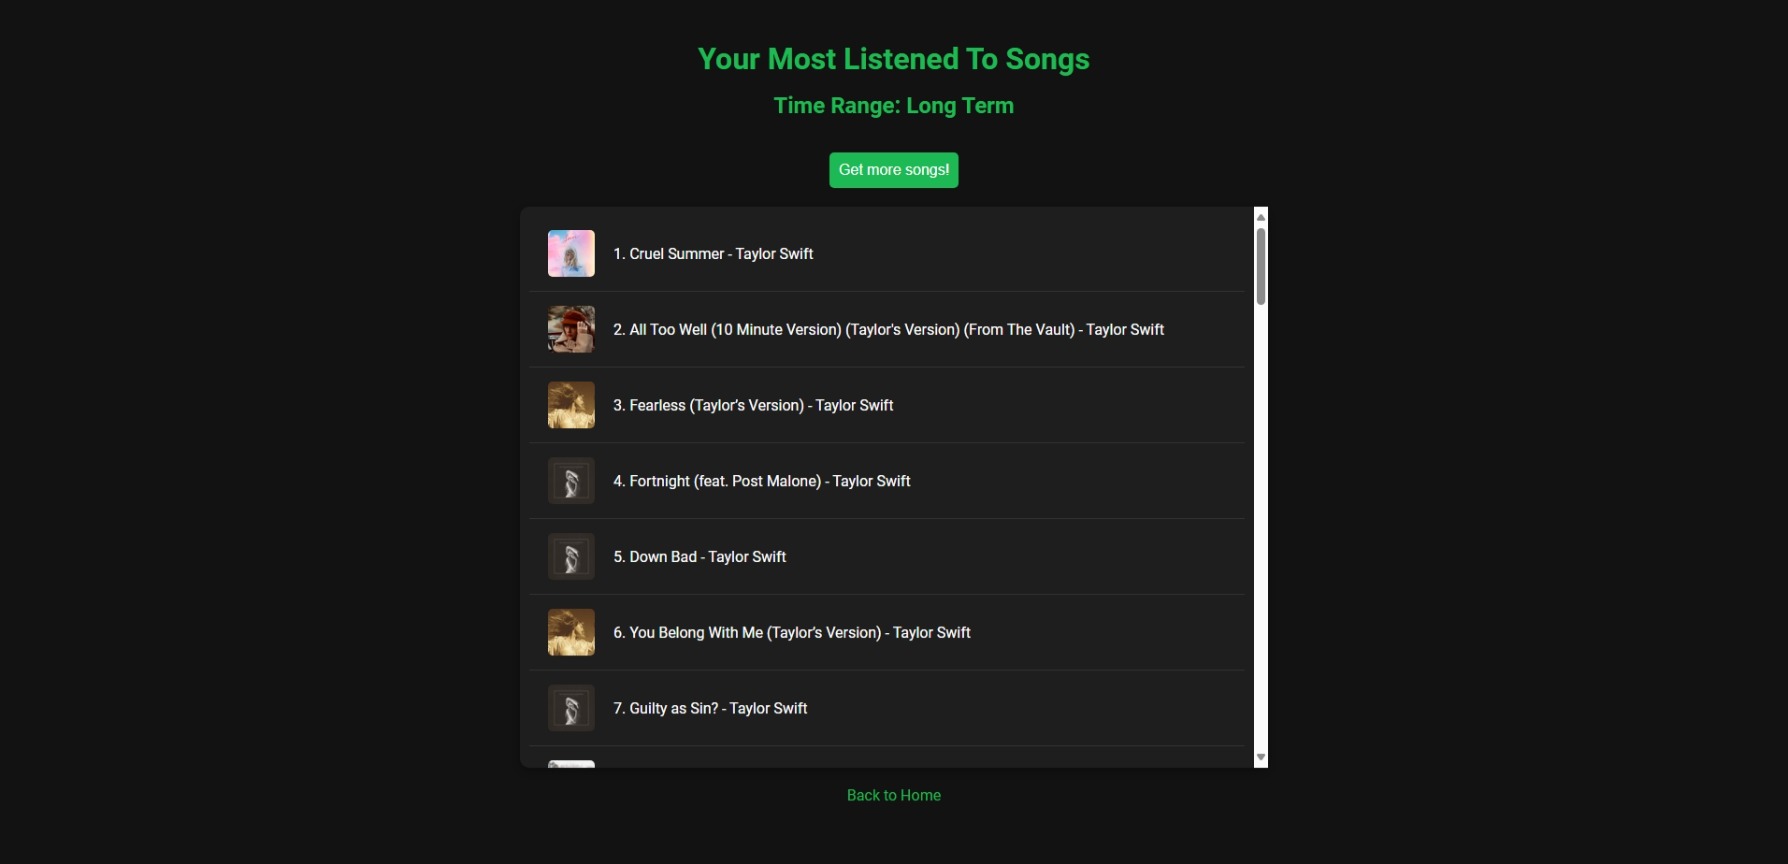 Your Most Listened To Songs
Time Range: Long Term
Get more songs!
1. Cruel Summer - Taylor Swift
2. All Too Well (10 Minute Version) (Taylor's Version) (From The Vault) - Taylor Swift
3. Fearless (Taylor’s Version) - Taylor Swift
4. Fortnight (feat. Post Malone) - Taylor Swift
5. Down Bad - Taylor Swift
6. You Belong With Me (Taylor’s Version) - Taylor Swift
7. Guilty as Sin? - Taylor Swift
Back to Home